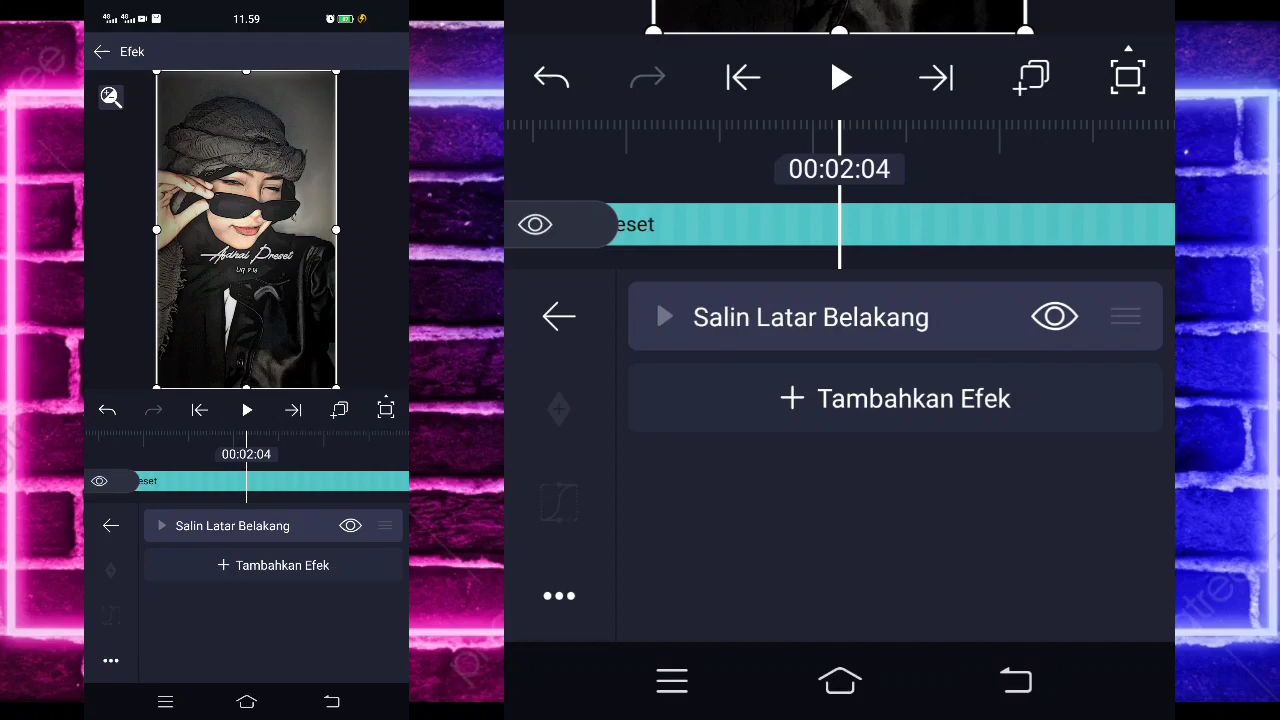 11.59
Efek
Adhai Preset
00:02:04
eset
Salin Latar Belakang
Tambahkan Efek
00:02:04
eset
Salin Latar Belakang
Tambahkan Efek